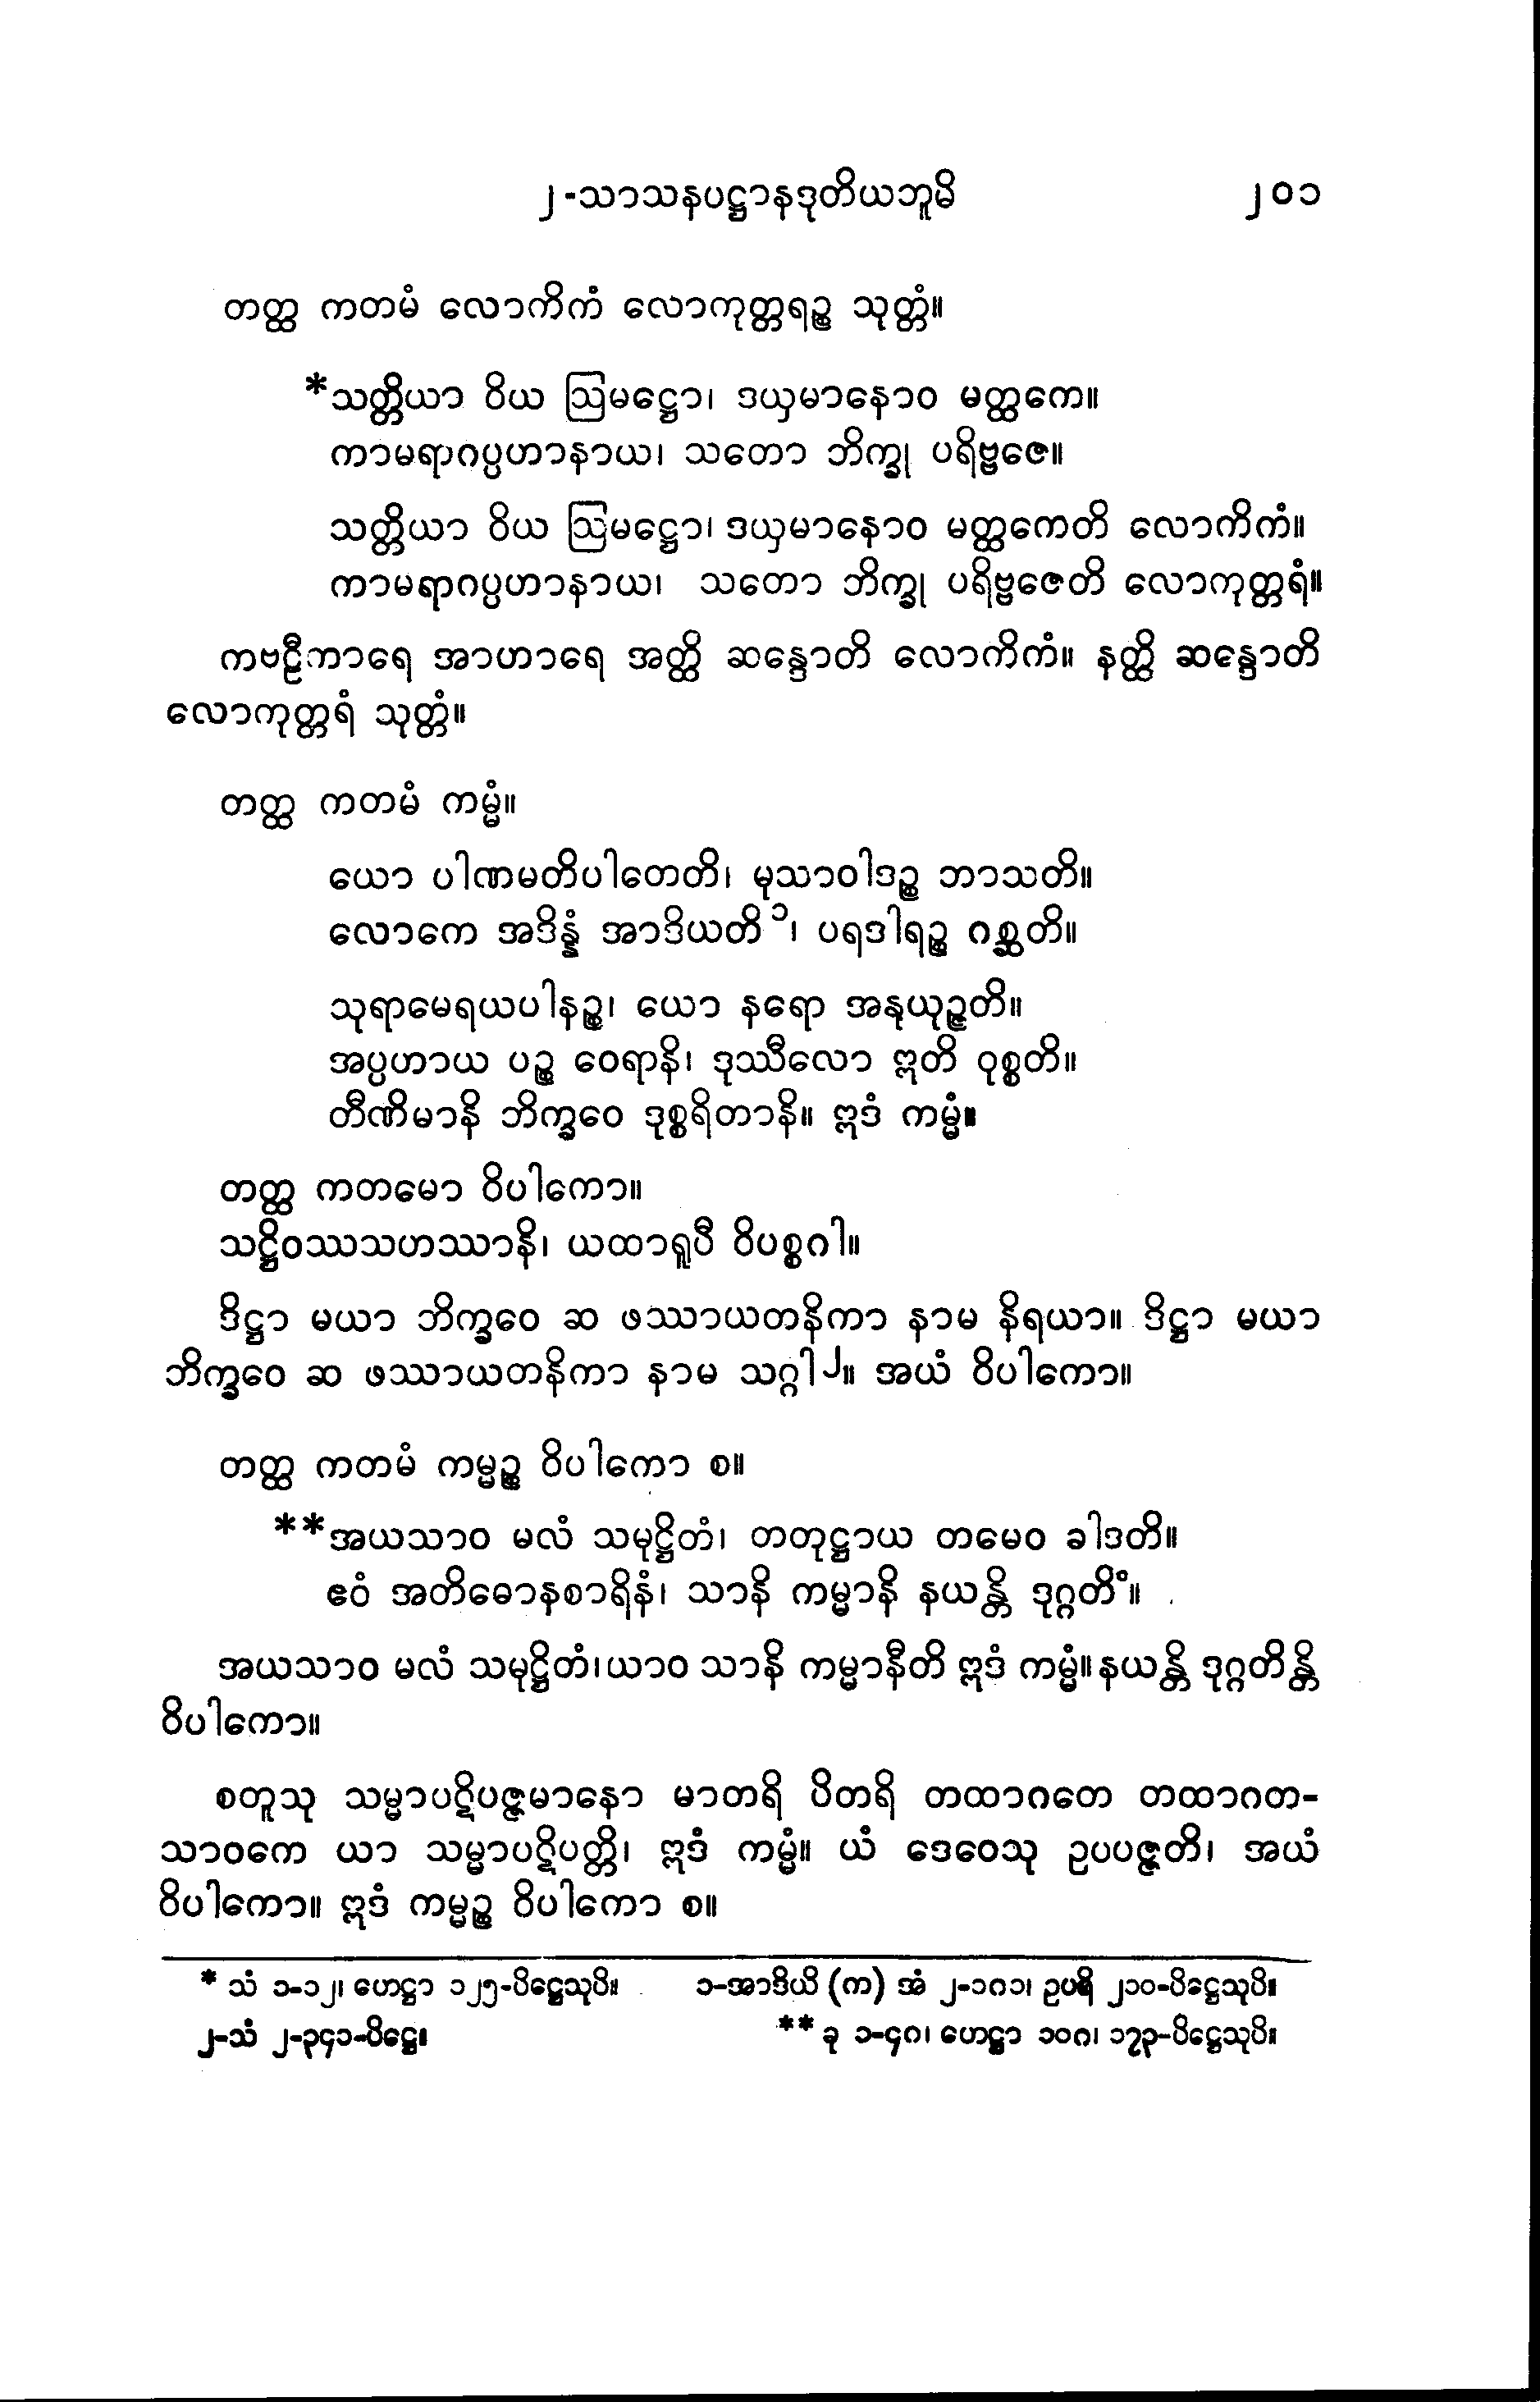 ၂-သာသနပဋ္ဌာနဒုတိယဘူမိ ၂၀၁
တတ္ထ ကတမံ လောကိကံ လောကုတ္တရဉ္စ သုတ္တံ။
*သတ္တိယာ ဝိယ ဩမဋ္ဌော၊ ဒယှမာနောဝ မတ္ထကေ။
ကာမရာဂပ္ပဟာနာယ၊ သတော ဘိက္ခု ပရိဗ္ဗဇေ။
သတ္တိယာ ဝိယ ဩမဋ္ဌော၊ ဒယှမာနောဝ မတ္ထကေတိ လောကိကံ။
ကာမရာဂပ္ပဟာနာယ၊ သတော ဘိက္ခု ပရိဗ္ဗဇေတိ လောကုတ္တရံ။
ကဗဠီကာရေ အာဟာရေ အတ္ထိ ဆန္ဒောတိ လောကိကံ။ နတ္ထိ ဆန္ဒောတိ
လောကုတ္တရံ သုတ္တံ။
တတ္ထ ကတမံ ကမ္မံ။
ယော ပါဏမတိပါတေတိ၊ မုသာဝါဒဉ္စ ဘာသတိ။
လောကေ အဒိန္နံ အာဒိယတိ၁၊ ပရဒါရဉ္စ ဂစ္ဆတိ။
သုရာမေရယပါနဉ္စ၊ ယော နရော အနုယုဉ္ဇတိ။
အပ္ပဟာယ ပဉ္စ ဝေရာနိ၊ ဒုဿီလော ဣတိ ဝုစ္စတိ။
တီဏိမာနိ ဘိက္ခဝေ ဒုစ္စရိတာနိ။ ဣဒံ ကမ္မံ။
တတ္ထ ကတမော ဝိပါကော။
သဋ္ဌိဝဿသဟဿာနိ၊ ယထာရူပီ ဝိပစ္စဂါ။
ဒိဋ္ဌာ မယာ ဘိက္ခဝေ ဆ ဖဿာယတနိကာ နာမ နိရယာ။ ဒိဋ္ဌာ မယာ
ဘိက္ခဝေ ဆ ဖဿာယတနိကာ နာမ သဂ္ဂါ၂။ အယံ ဝိပါကော။
တတ္ထ ကတမံ ကမ္မဉ္စ ဝိပါကော စ။
**အယသာဝ မလံ သမုဋ္ဌိတံ၊ တတုဋ္ဌာယ တမေဝ ခါဒတိ။
ဧဝံ အတိဓောနစာရိနံ၊ သာနိ ကမ္မာနိ နယန္တိ ဒုဂ္ဂတိံ။
အယသာဝ မလံ သမုဋ္ဌိတံ၊ ယာဝ သာနိ ကမ္မာနီတိ ဣဒံ ကမ္မံ။ နယန္တိ ဒုဂ္ဂတိန္တိ
ဝိပါကော။
စတူသု သမ္မာပဋိပဇ္ဇမာနော မာတရိ ပိတရိ တထာဂတေ တထာဂတ-
သာဝကေ ယာ သမ္မာပဋိပတ္တိ၊ ဣဒံ ကမ္မံ။ ယံ ဒေဝေသု ဥပပဇ္ဇတိ၊ အယံ
ဝိပါကော။ ဣဒံ ကမ္မဉ္စ ဝိပါကော စ။
* သံ ၁-၁၂၊ ဟေဋ္ဌာ ၁၂၅-ပိဋ္ဌေသုပိ။ ၁-အာဒိယိ (က) အံ ၂-၁၈၁၊ ဥပရိ ၂၁၀-ပိဋ္ဌေသုပိ။
၂-သံ ၂-၃၄၁-ပိဋ္ဌေ။ ** ခု ၁-၄၈၊ ဟေဋ္ဌာ ၁၀၈၊ ၁၇၃-ပိဋ္ဌေသုပိ။